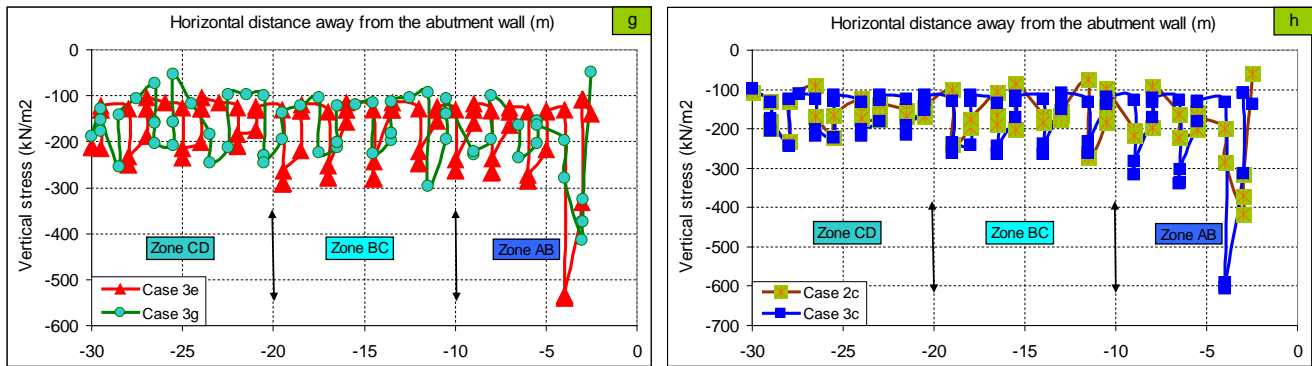 Horizontal distance away from the abutment wall (m)
g
Vertical stress (kN/m2)
0
-100
-200
-300
-400
-500
-600
Zone CD
Zone BC
Zone AB
Case 3e
Case 3g
-30
-25
-20
-15
-10
-5
0
Horizontal distance away from the abutment wall (m)
h
Vertical stress (kN/m2)
0
-100
-200
-300
-400
-500
-600
-700
Zone CD
Zone BC
Zone AB
Case 2c
Case 3c
-30
-25
-20
-15
-10
-5
0